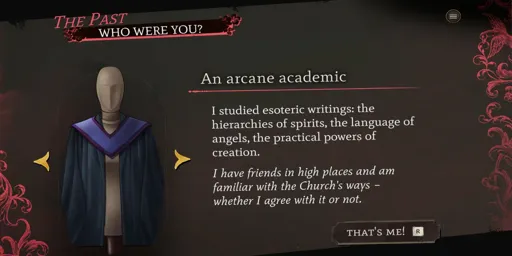 The Past
WHO WERE YOU?
An arcane academic
I studied esoteric writings: the
hierarchies of spirits, the language of
angels, the practical powers of
creation.
I have friends in high places and am
familiar with the Church's ways –
whether I agree with it or not.
THAT'S ME! R